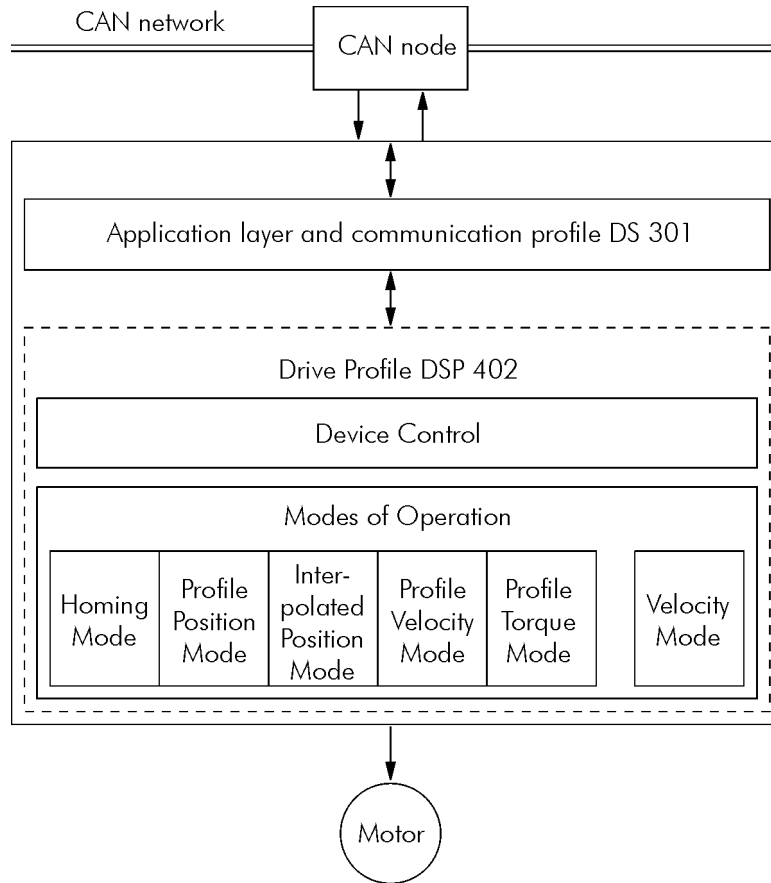 CAN network
CAN node
Application layer and communication profile DS 301
Drive Profile DSP 402
Device Control
Modes of Operation
Homing
Mode
Profile
Position
Mode
Inter-
polated
Position
Mode
Profile
Velocity
Mode
Profile
Torque
Mode
Velocity
Mode
Motor